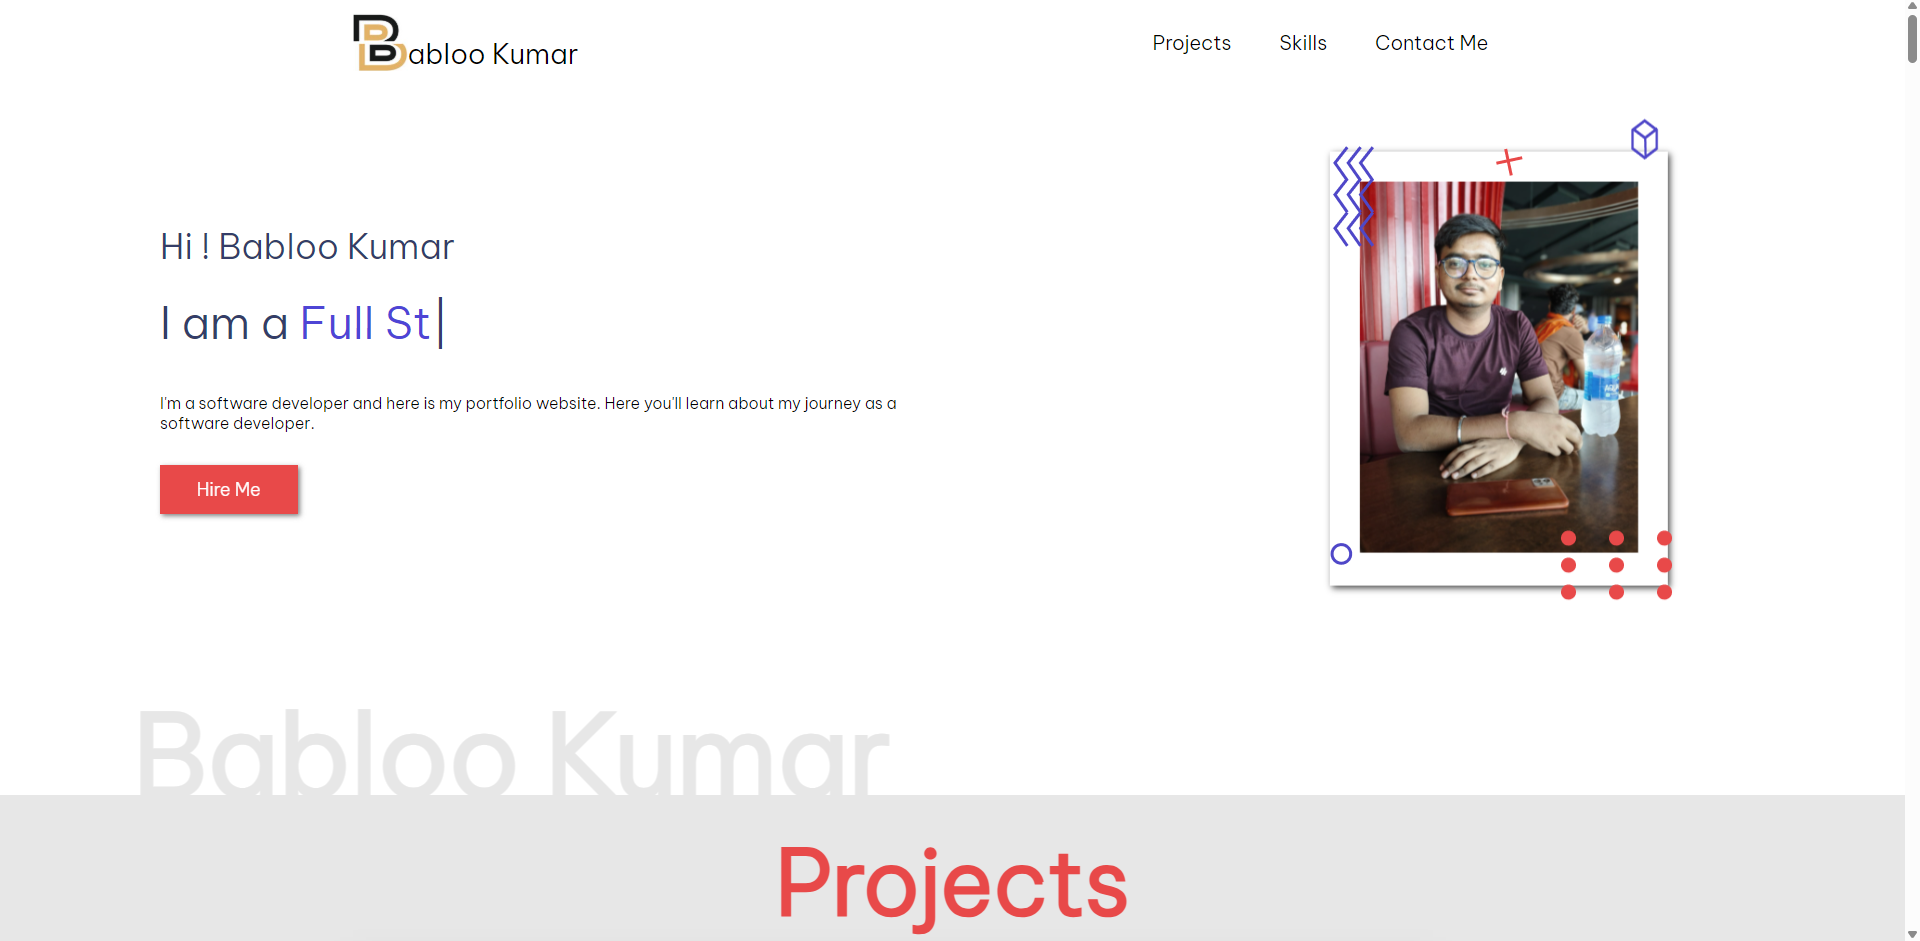 Babloo Kumar
Projects
Skills
Contact Me
Hi ! Babloo Kumar
I am a Full St
I'm a software developer and here is my portfolio website. Here you'll learn about my journey as a
software developer.
Hire Me
Babloo Kumar
Projects